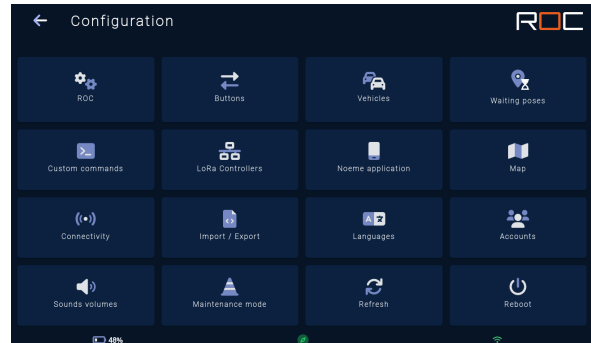 Configuration
ROC
ROC
Buttons
Vehicles
Waiting poses
Custom commands
LoRa Controllers
Noeme application
Map
Connectivity
Import / Export
Languages
Accounts
Sounds volumes
Maintenance mode
Refresh
Reboot
48%